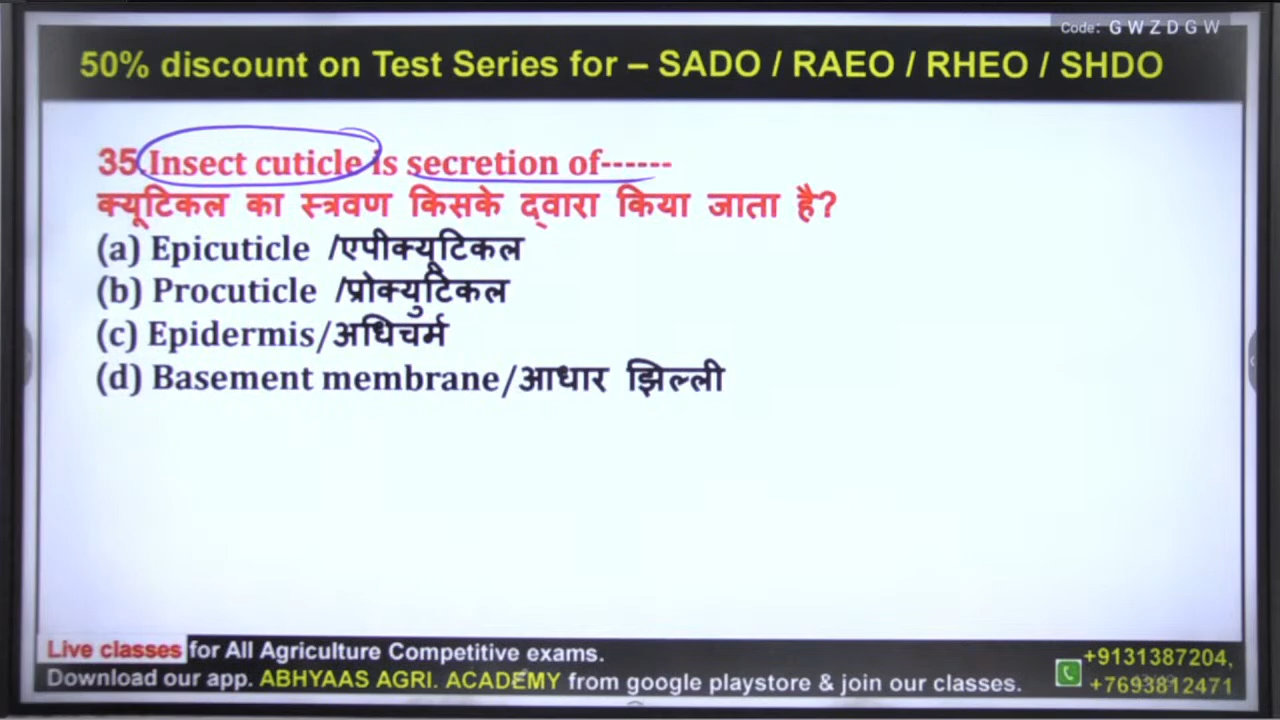 Code: G W Z D G W
50% discount on Test Series for – SADO / RAEO / RHEO / SHDO
35.Insect cuticle is secretion of------
क्यूटिकल का स्त्रवण किसके द्वारा किया जाता है?
(a) Epicuticle /एपीक्यूटिकल
(b) Procuticle /प्रोक्युटिकल
(c) Epidermis/अधिचर्म
(d) Basement membrane/आधार झिल्ली
Live classes for All Agriculture Competitive exams.
Download our app. ABHYAAS AGRI. ACADEMY from google playstore & join our classes.
+9131387204,
+7693812471